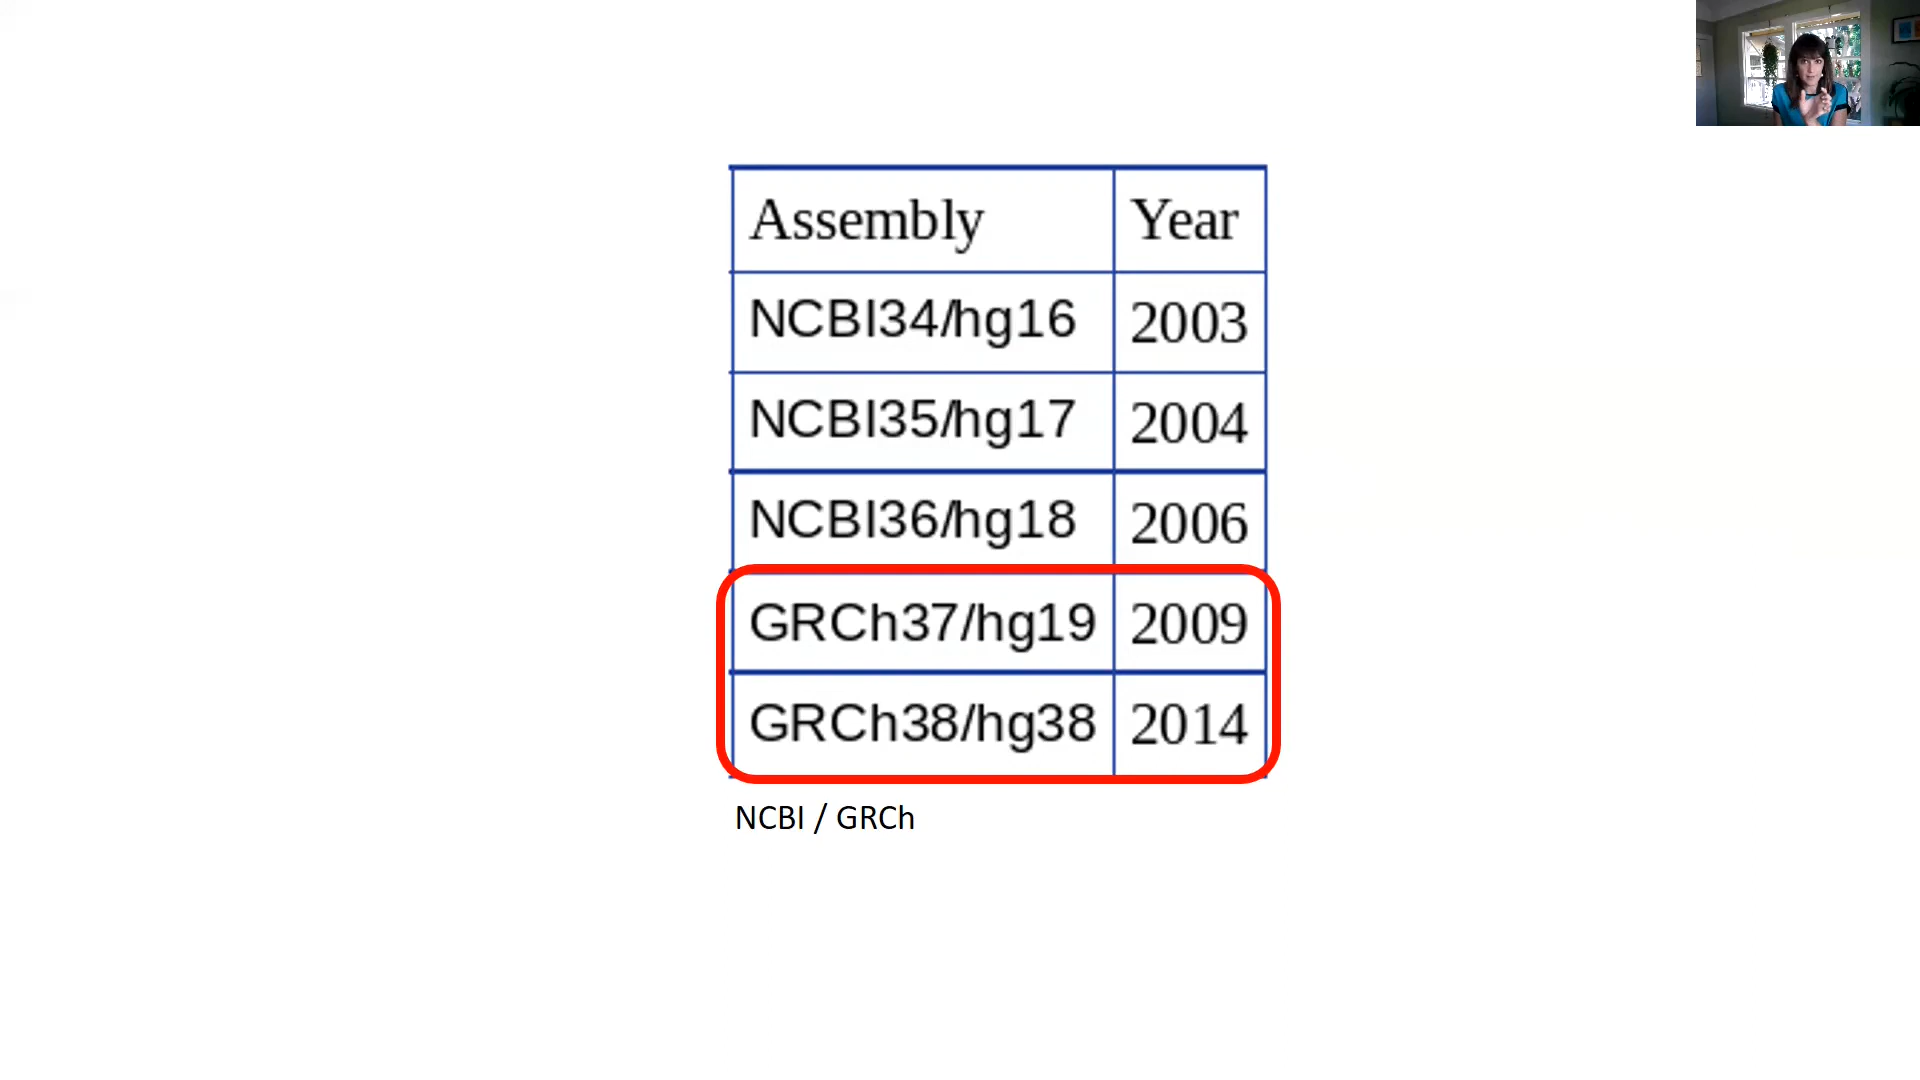 Assembly Year
NCBI34/hg16 2003
NCBI35/hg17 2004
NCBI36/hg18 2006
GRCh37/hg19 2009
GRCh38/hg38 2014
NCBI / GRCh